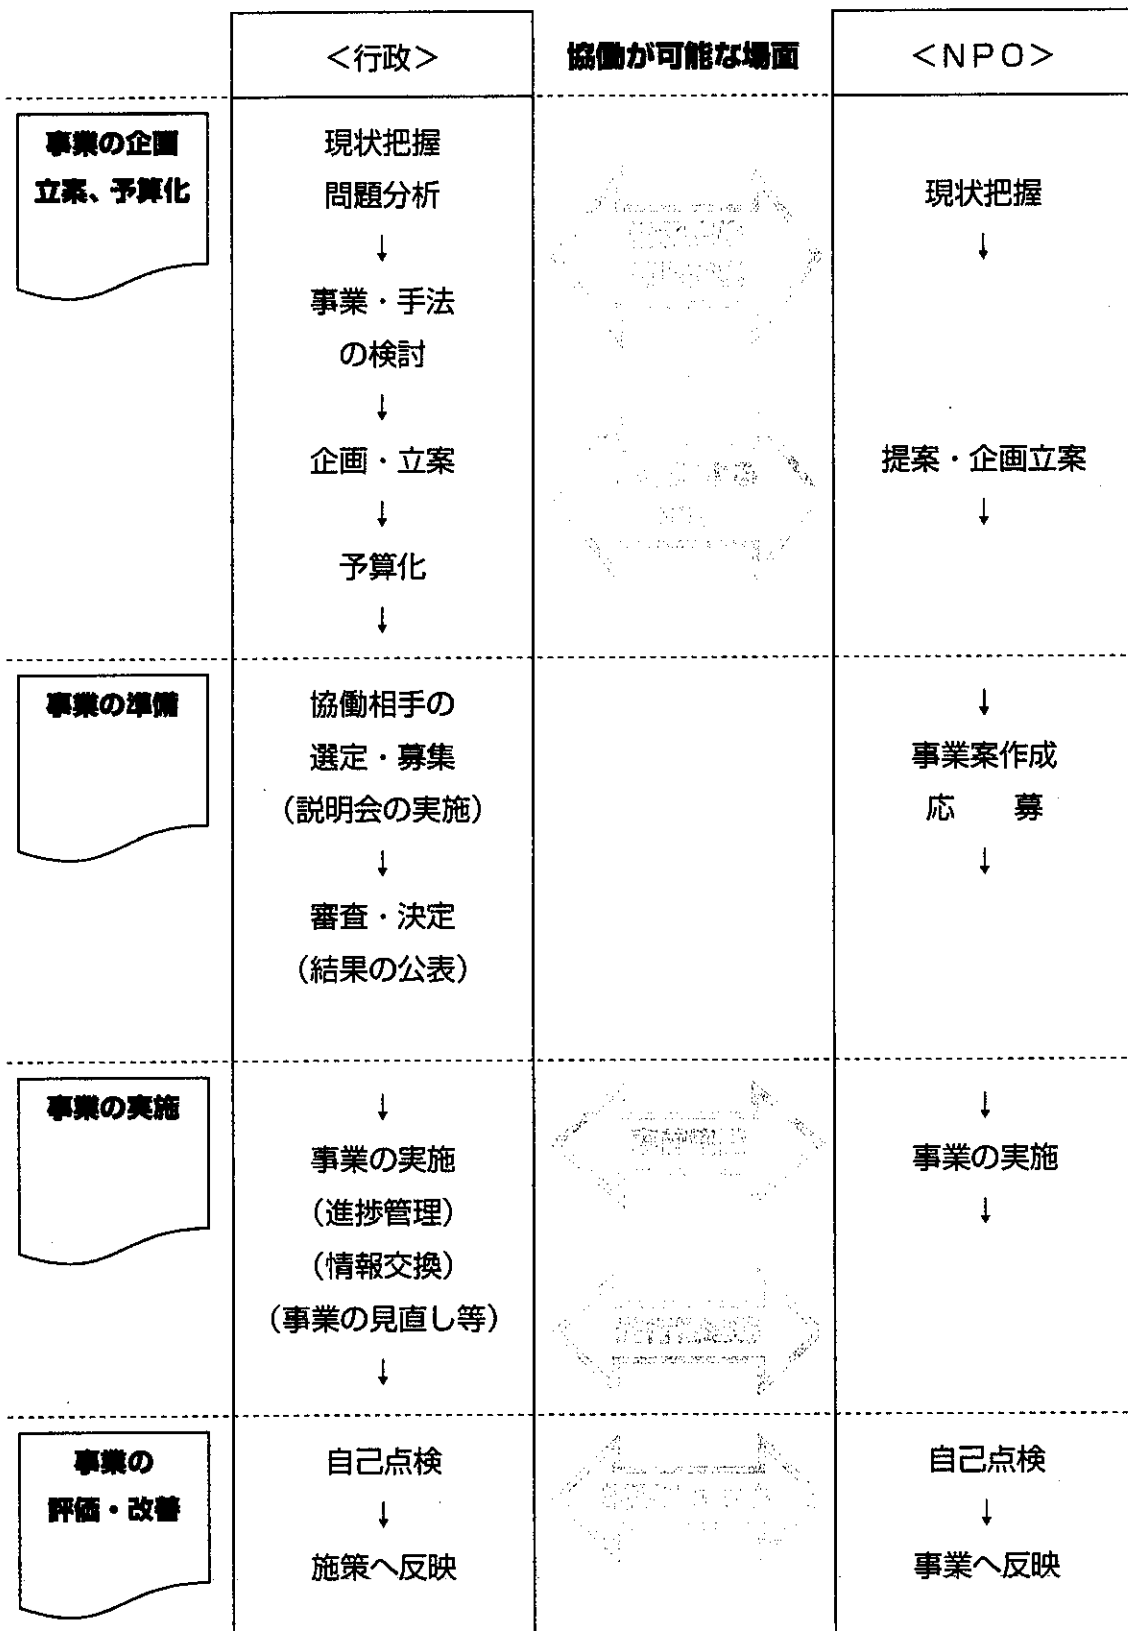 ＜行政＞
協働が可能な場面
＜ＮＰＯ＞
事業の企画
立案、予算化
現状把握
問題分析
↓
事業・手法
の検討
↓
企画・立案
↓
予算化
↓
現状把握
↓
提案・企画立案
↓
事業の準備
協働相手の
選定・募集
（説明会の実施）
↓
審査・決定
（結果の公表）
↓
事業案作成
応　募
↓
事業の実施
↓
事業の実施
（進捗管理）
（情報交換）
（事業の見直し等）
↓
↓
事業の実施
↓
事業の
評価・改善
自己点検
↓
施策へ反映
自己点検
↓
事業へ反映